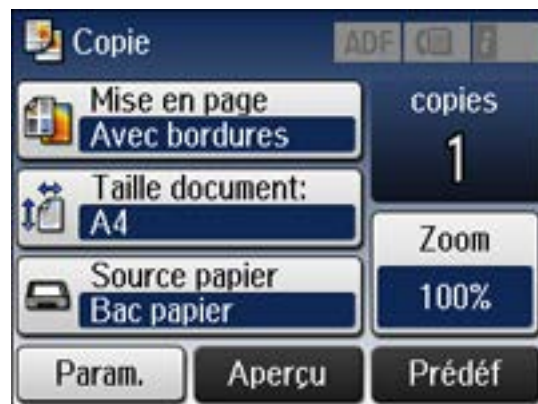 Copie
ADF
Mise en page
Avec bordures
copies
1
Taille document:
A4
Zoom
100%
Source papier
Bac papier
Param.
Aperçu
Prédéf